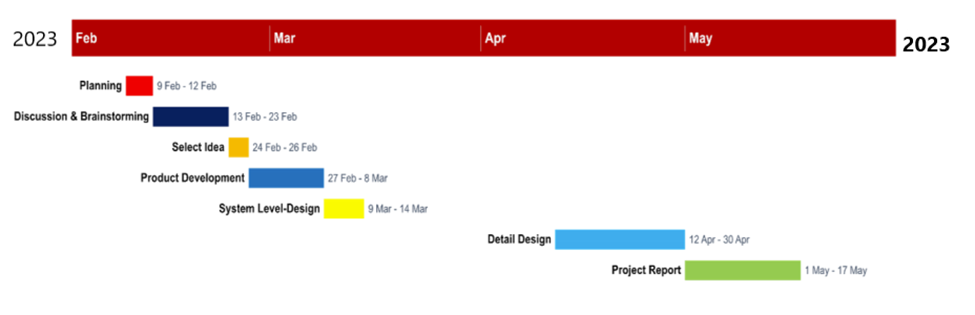 2023 Feb Mar Apr May 2023
Planning 9 Feb - 12 Feb
Discussion & Brainstorming 13 Feb - 23 Feb
Select Idea 24 Feb - 26 Feb
Product Development 27 Feb - 8 Mar
System Level-Design 9 Mar - 14 Mar
Detail Design 12 Apr - 30 Apr
Project Report 1 May - 17 May